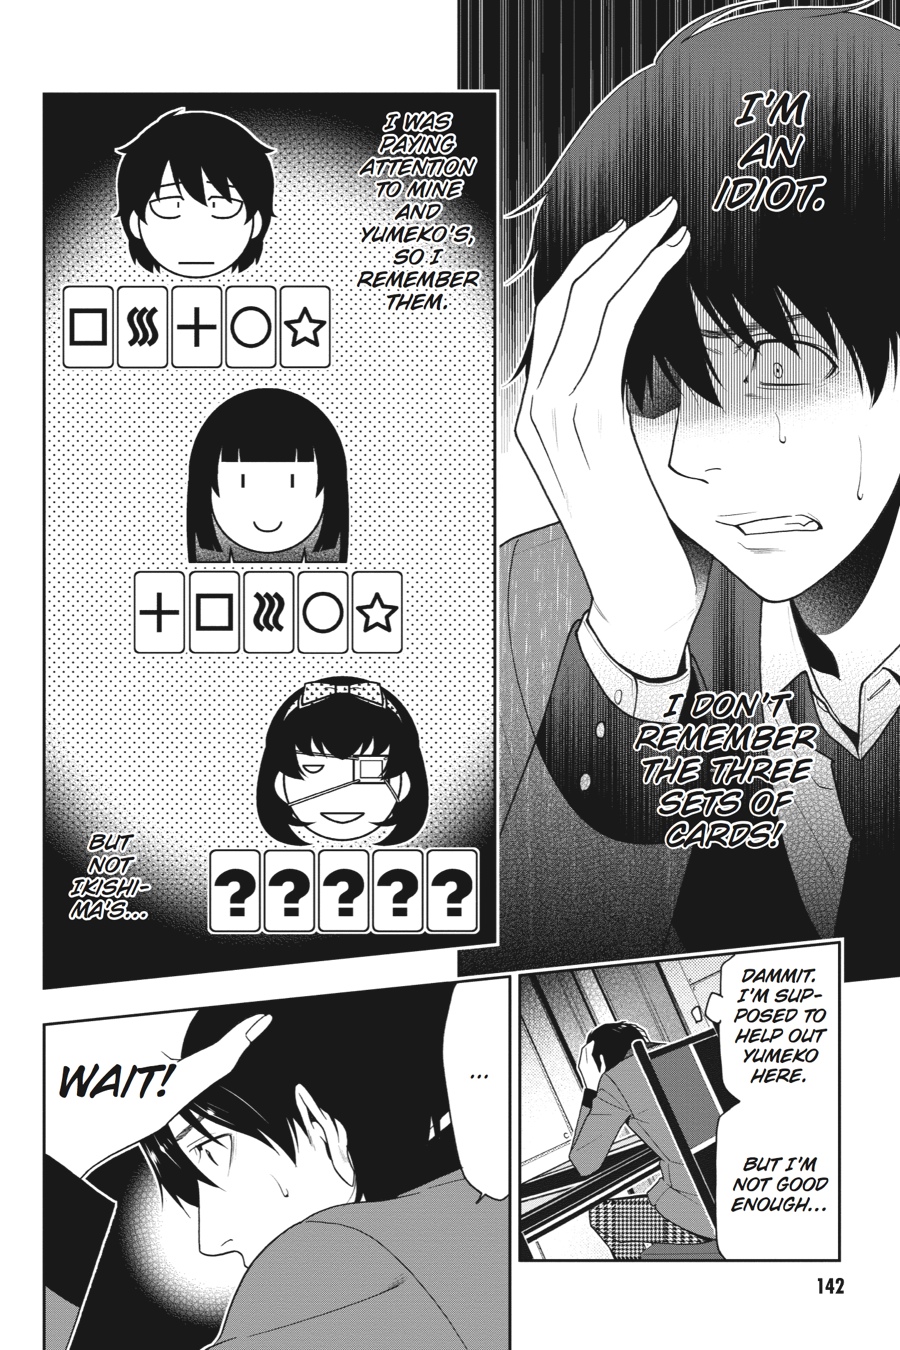 I'M
AN
IDIOT.
I DON'T
REMEMBER
THE THREE
SETS OF
CARDS!
I WAS
PAYING
ATTENTION
TO MINE
AND
YUMEKO'S,
SO I
REMEMBER
THEM.
BUT
NOT
IKISHI-
MA'S...
? ? ? ? ?
DAMMIT.
I'M SUP-
POSED TO
HELP OUT
YUMEKO
HERE.
BUT I'M
NOT GOOD
ENOUGH...
...
WAIT!
142